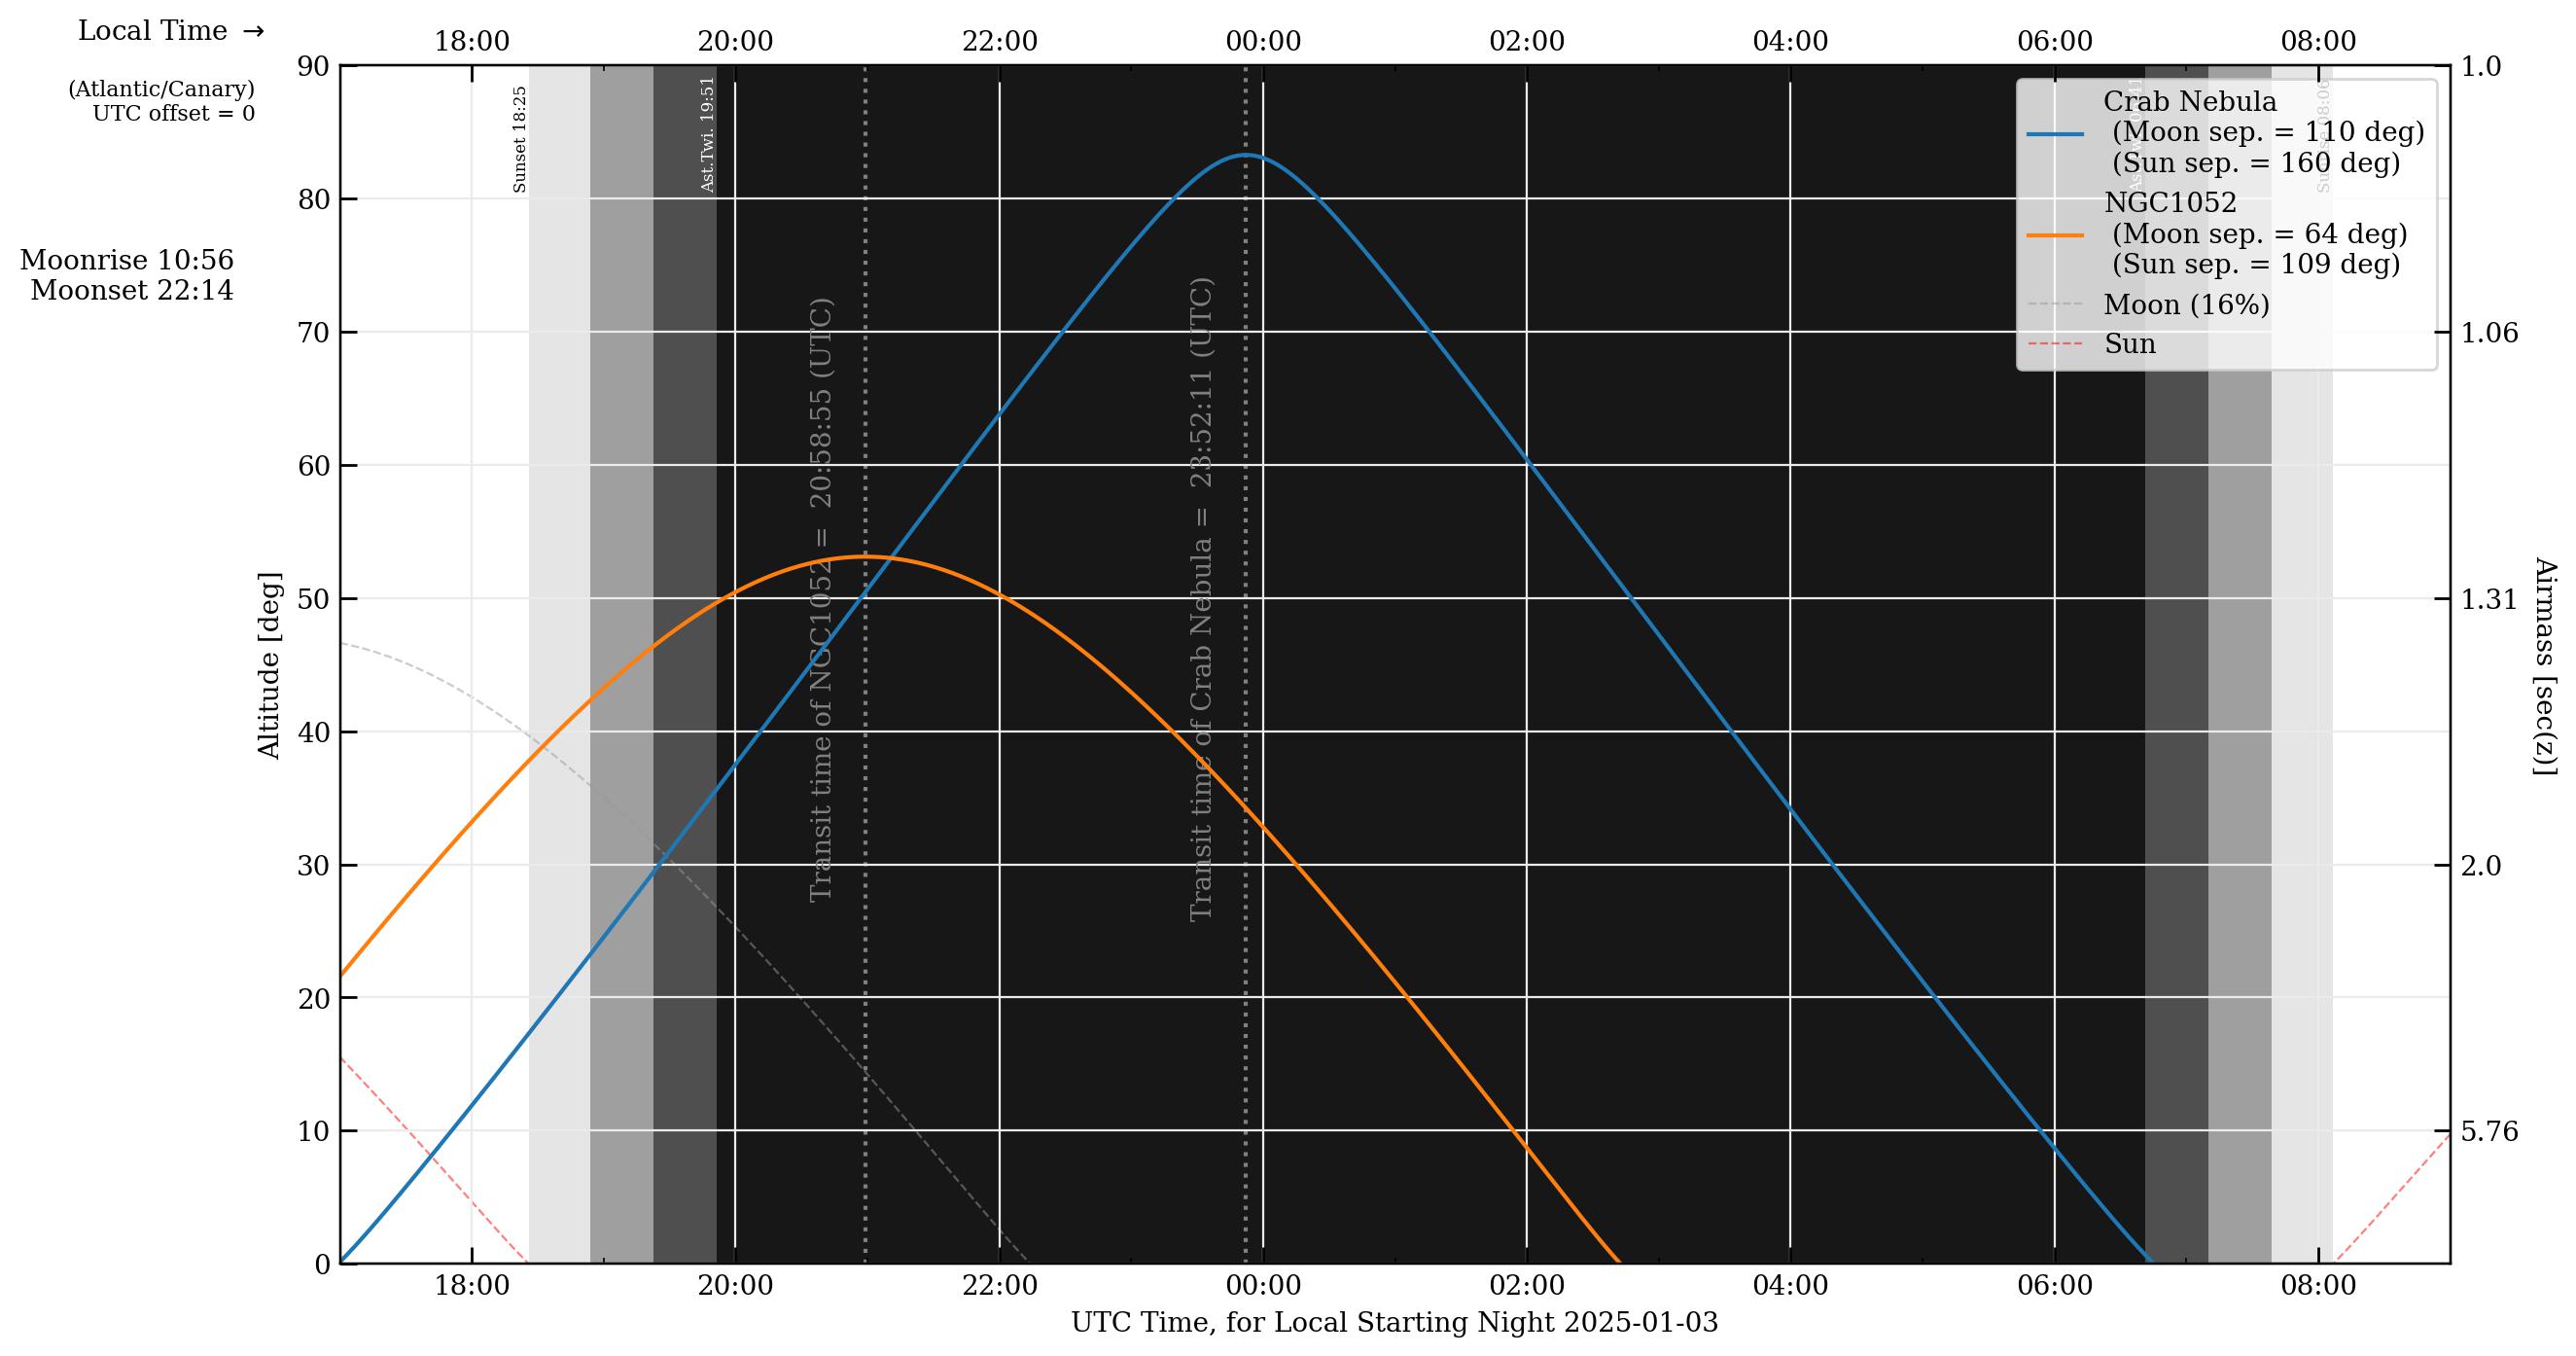 Local Time →
(Atlantic/Canary)
UTC offset = 0
Moonrise 10:56
Moonset 22:14
18:00 20:00 22:00 00:00 02:00 04:00 06:00 08:00
Sunset 18:25
Ast.Twi. 19:51
Crab Nebula
(Moon sep. = 110 deg)
(Sun sep. = 160 deg)
NGC1052
(Moon sep. = 64 deg)
(Sun sep. = 109 deg)
Moon (16%)
Sun
Sunrise 08:06
Transit time of NGC1052 = 20:58:55 (UTC)
Transit time of Crab Nebula = 23:52:11 (UTC)
Altitude [deg]
90
80
70
60
50
40
30
20
10
0
1.0
1.06
1.31
2.0
5.76
Airmass [sec(z)]
18:00 20:00 22:00 00:00 02:00 04:00 06:00 08:00
UTC Time, for Local Starting Night 2025-01-03